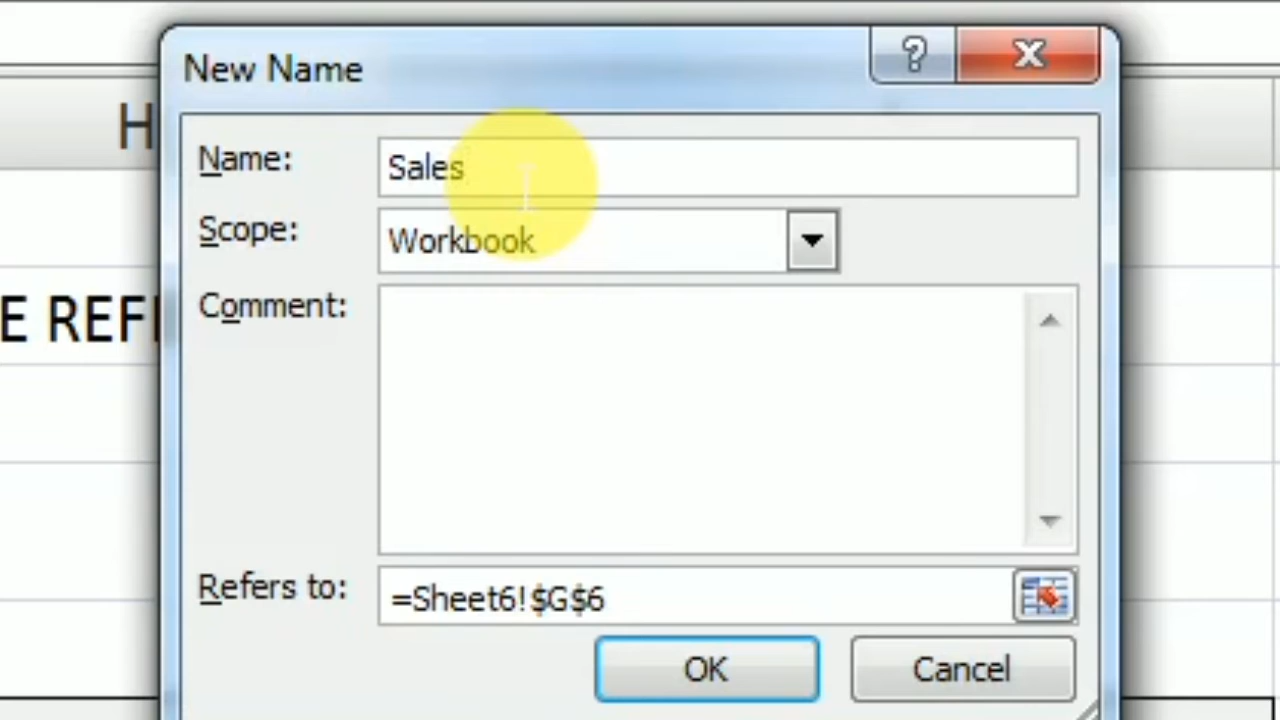 New Name
H
Name: Sales
Scope: Workbook
E REF
Comment:
Refers to: =Sheet6!$G$6
OK Cancel